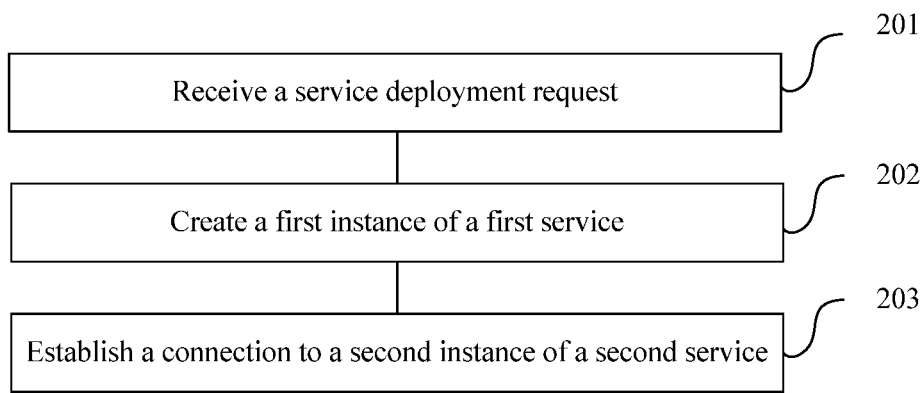 201
Receive a service deployment request
202
Create a first instance of a first service
203
Establish a connection to a second instance of a second service